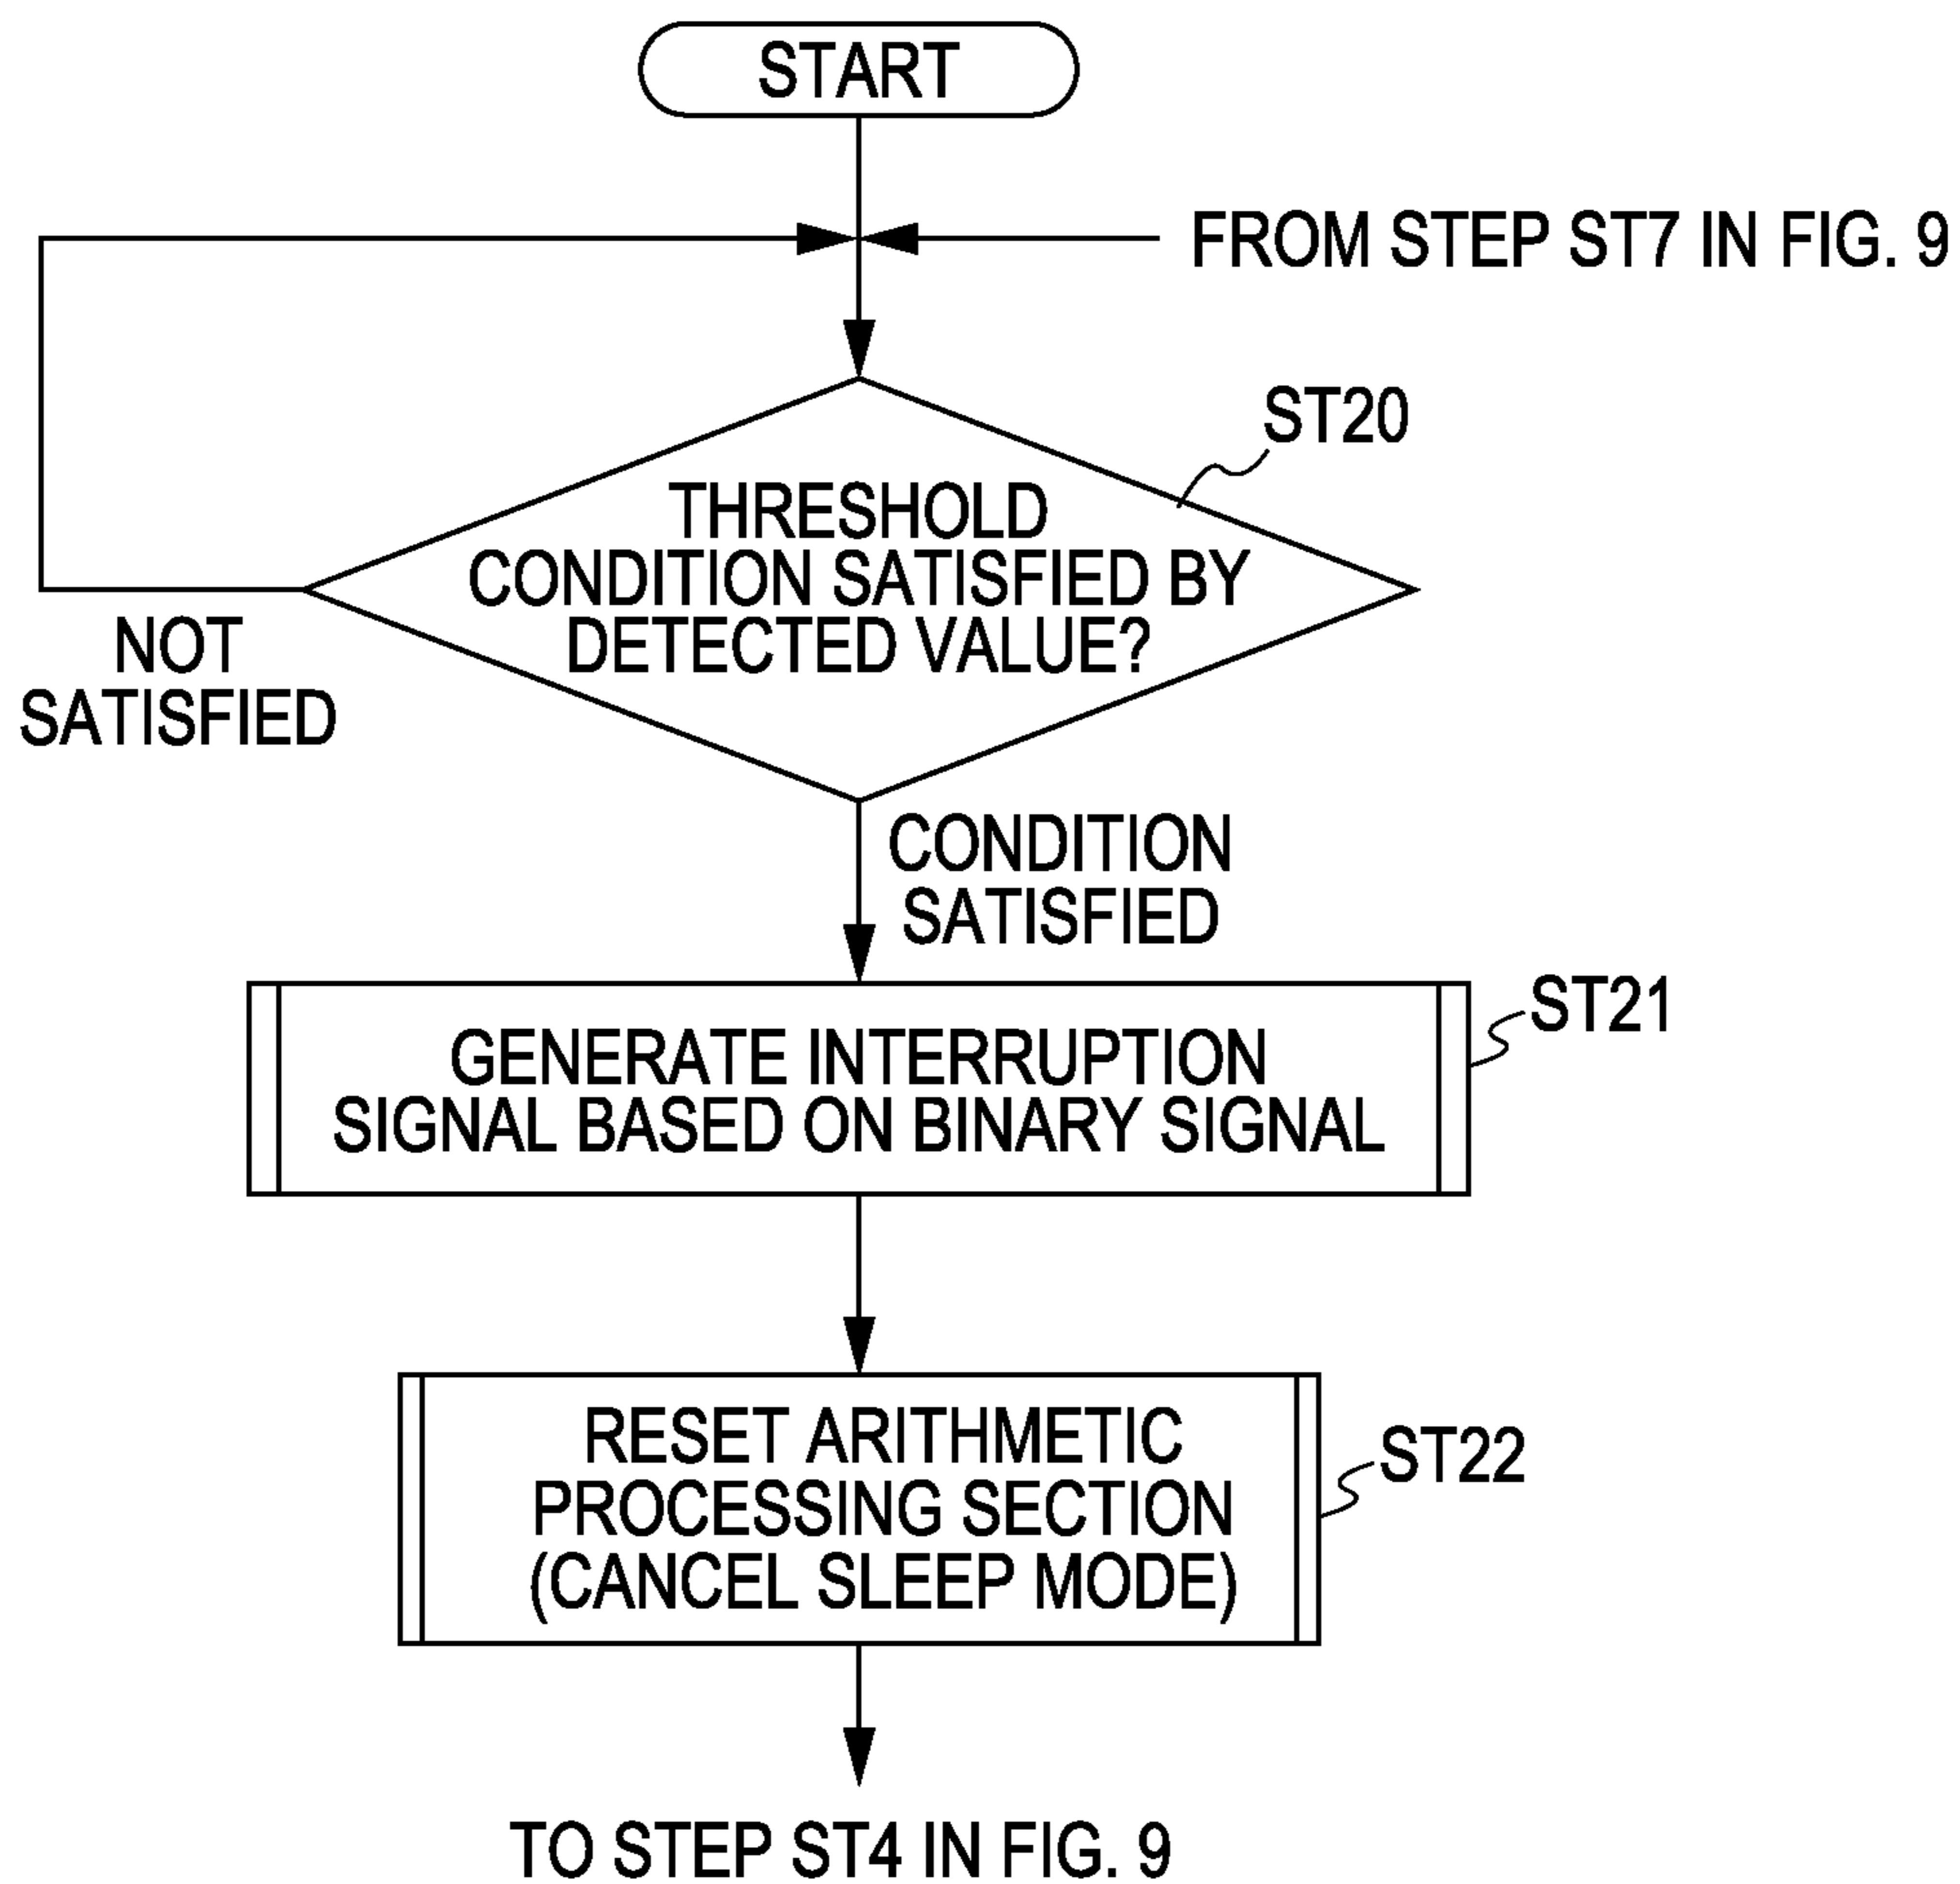 START
FROM STEP ST7 IN FIG. 9
ST20
THRESHOLD
CONDITION SATISFIED BY
DETECTED VALUE?
NOT
SATISFIED
CONDITION
SATISFIED
ST21
GENERATE INTERRUPTION
SIGNAL BASED ON BINARY SIGNAL
RESET ARITHMETIC
PROCESSING SECTION
(CANCEL SLEEP MODE)
ST22
TO STEP ST4 IN FIG. 9